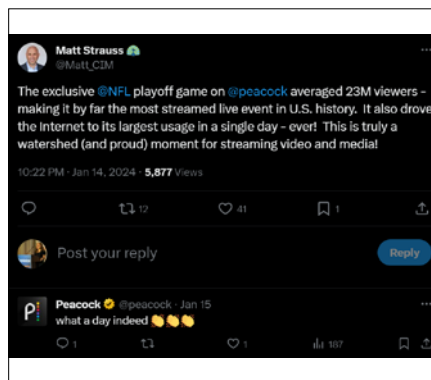 Matt Strauss
@Matt_CIM
The exclusive @NFL playoff game on @peacock averaged 23M viewers -
making it by far the most streamed live event in U.S. history. It also drove
the Internet to its largest usage in a single day - ever! This is truly a
watershed (and proud) moment for streaming video and media!
10:22 PM · Jan 14, 2024 · 5,877 Views
12 41 1
Post your reply
Reply
Peacock @peacock · Jan 15
what a day indeed 👏👏👏
1 1 187